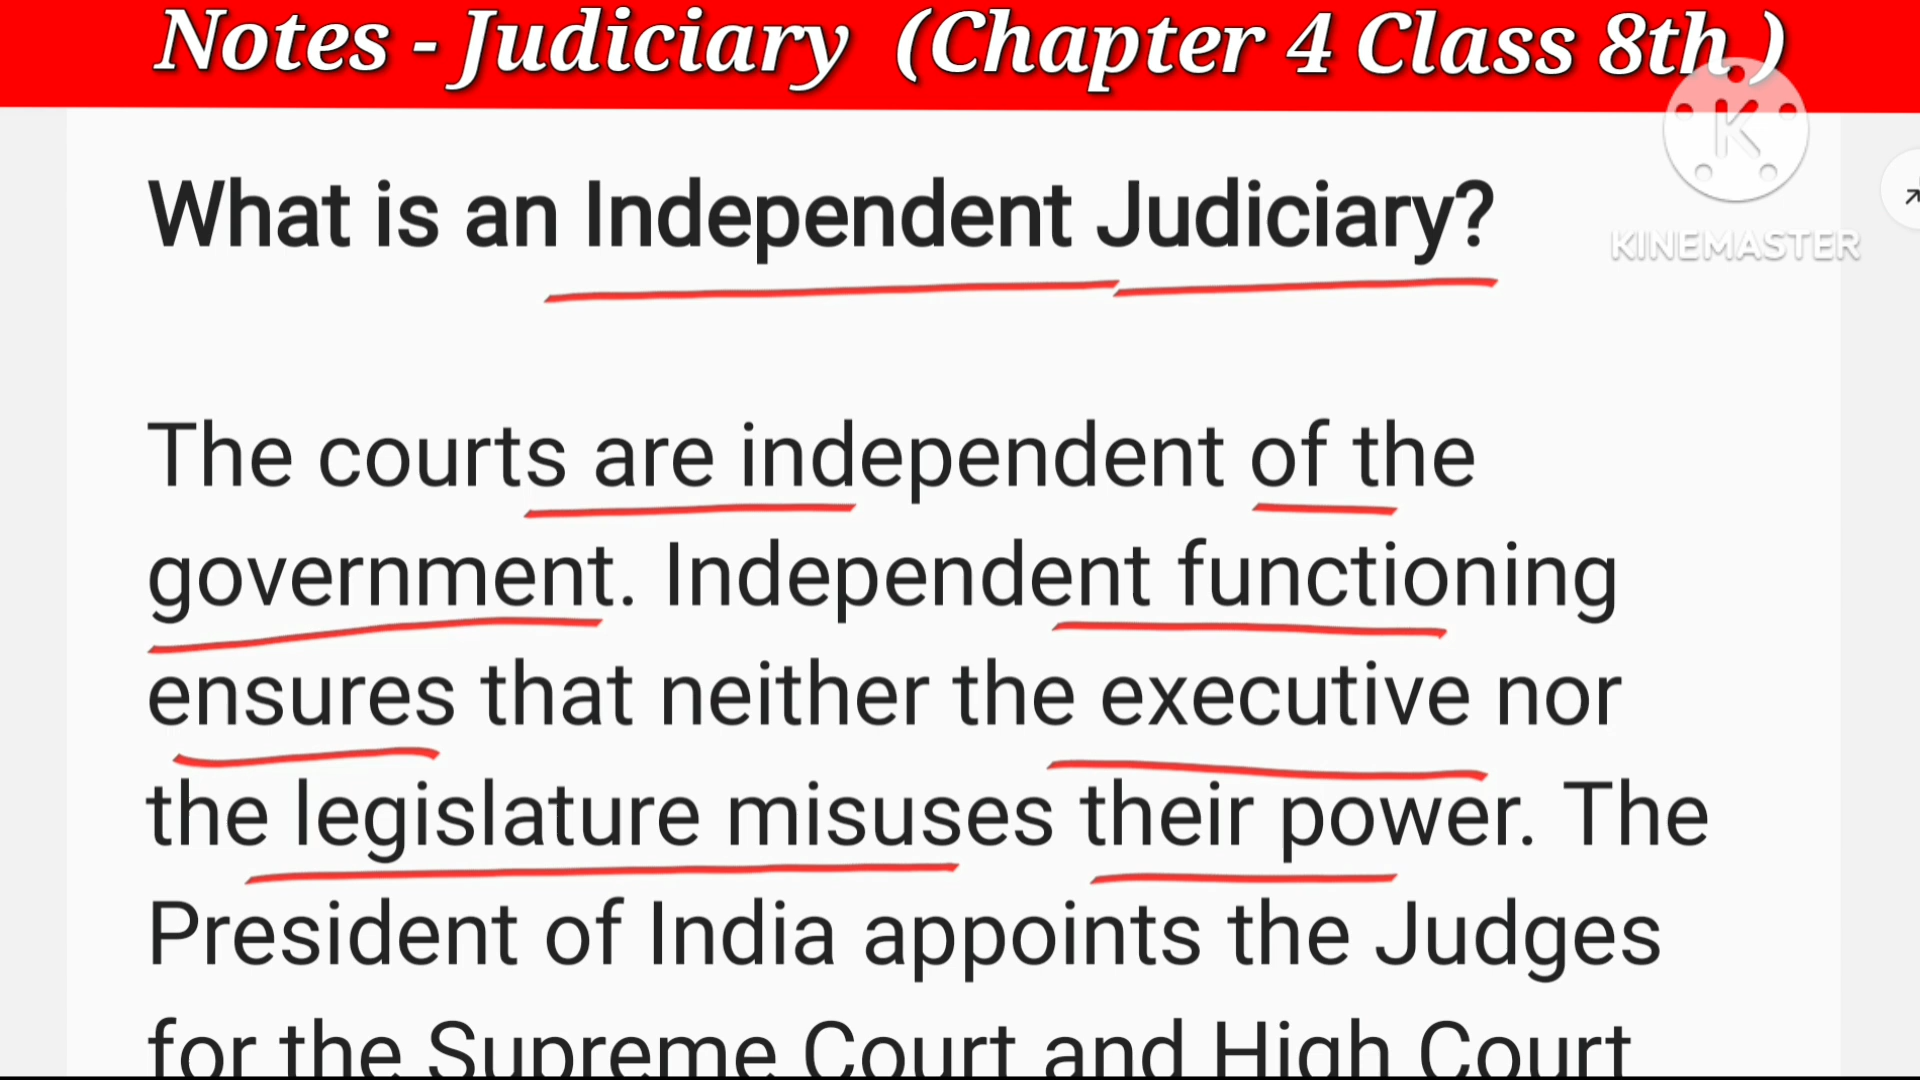 Notes - Judiciary (Chapter 4 Class 8th )
K
KINEMASTER
What is an Independent Judiciary?
The courts are independent of the
government. Independent functioning
ensures that neither the executive nor
the legislature misuses their power. The
President of India appoints the Judges
for the Supreme Court and High Court